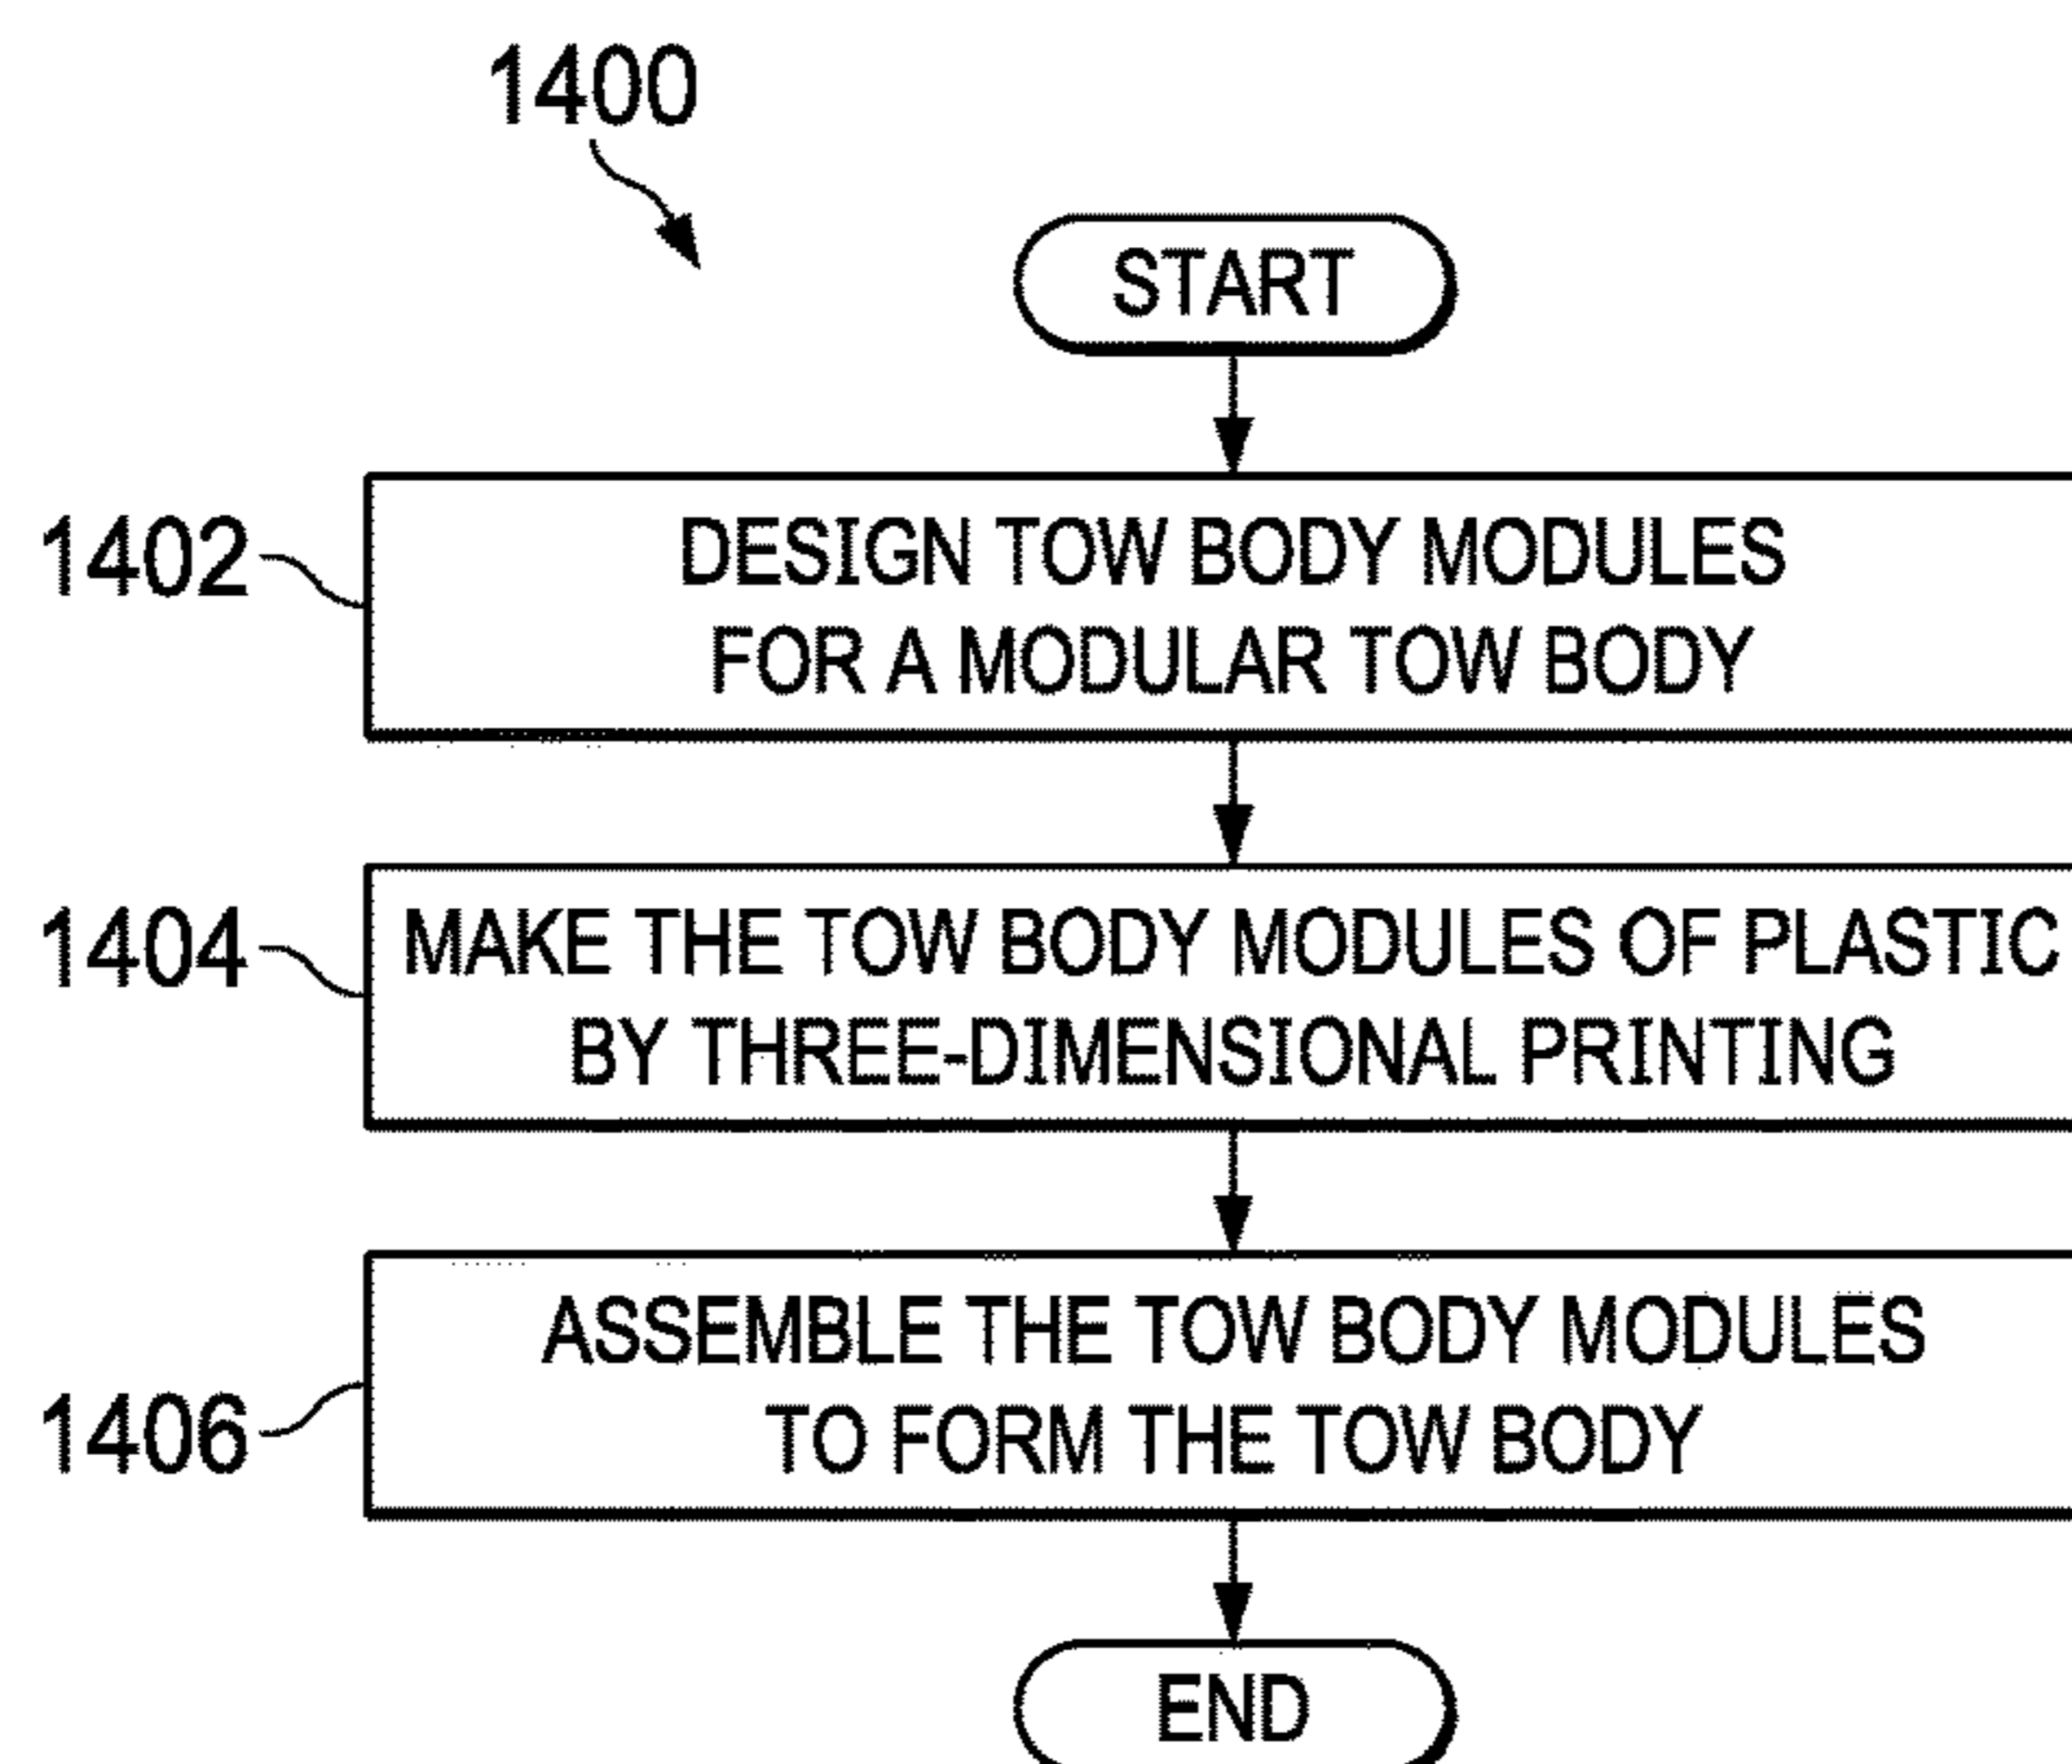 1400
START
1402
DESIGN TOW BODY MODULES
FOR A MODULAR TOW BODY
1404
MAKE THE TOW BODY MODULES OF PLASTIC
BY THREE-DIMENSIONAL PRINTING
ASSEMBLE THE TOW BODY MODULES
1406
TO FORM THE TOW BODY
END